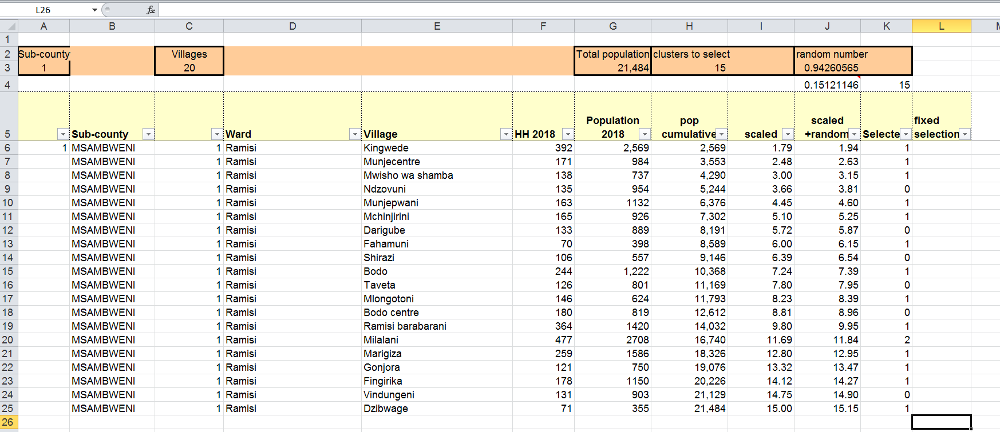 L26 fx
A B C D E F G H I J K L
1
2 Sub-county Villages Total population clusters to select random number
3 1 20 21,484 15 0.94260565
4 0.15121146 15
5 Sub-county Ward Village HH 2018 Population 2018 pop cumulative scaled scaled +random Selecte fixed selection
6 1 MSAMBWENI 1 Ramisi Kingwede 392 2,569 2,569 1.79 1.94 1
7 MSAMBWENI 1 Ramisi Munjecentre 171 984 3,553 2.48 2.63 1
8 MSAMBWENI 1 Ramisi Mwisho wa shamba 138 737 4,290 3.00 3.15 1
9 MSAMBWENI 1 Ramisi Ndzovuni 135 954 5,244 3.66 3.81 0
10 MSAMBWENI 1 Ramisi Munjepwani 163 1132 6,376 4.45 4.60 1
11 MSAMBWENI 1 Ramisi Mchinjirini 165 926 7,302 5.10 5.25 1
12 MSAMBWENI 1 Ramisi Darigube 133 889 8,191 5.72 5.87 0
13 MSAMBWENI 1 Ramisi Fahamuni 70 398 8,589 6.00 6.15 1
14 MSAMBWENI 1 Ramisi Shirazi 106 557 9,146 6.39 6.54 0
15 MSAMBWENI 1 Ramisi Bodo 244 1,222 10,368 7.24 7.39 1
16 MSAMBWENI 1 Ramisi Taveta 126 801 11,169 7.80 7.95 0
17 MSAMBWENI 1 Ramisi Mlongotoni 146 624 11,793 8.23 8.39 1
18 MSAMBWENI 1 Ramisi Bodo centre 180 819 12,612 8.81 8.96 0
19 MSAMBWENI 1 Ramisi Ramisi barabarani 364 1420 14,032 9.80 9.95 1
20 MSAMBWENI 1 Ramisi Milalani 477 2708 16,740 11.69 11.84 2
21 MSAMBWENI 1 Ramisi Marigiza 259 1586 18,326 12.80 12.95 1
22 MSAMBWENI 1 Ramisi Gonjora 121 750 19,076 13.32 13.47 1
23 MSAMBWENI 1 Ramisi Fingirika 178 1150 20,226 14.12 14.27 1
24 MSAMBWENI 1 Ramisi Vindungeni 131 903 21,129 14.75 14.90 0
25 MSAMBWENI 1 Ramisi Dzibwage 71 355 21,484 15.00 15.15 1
26